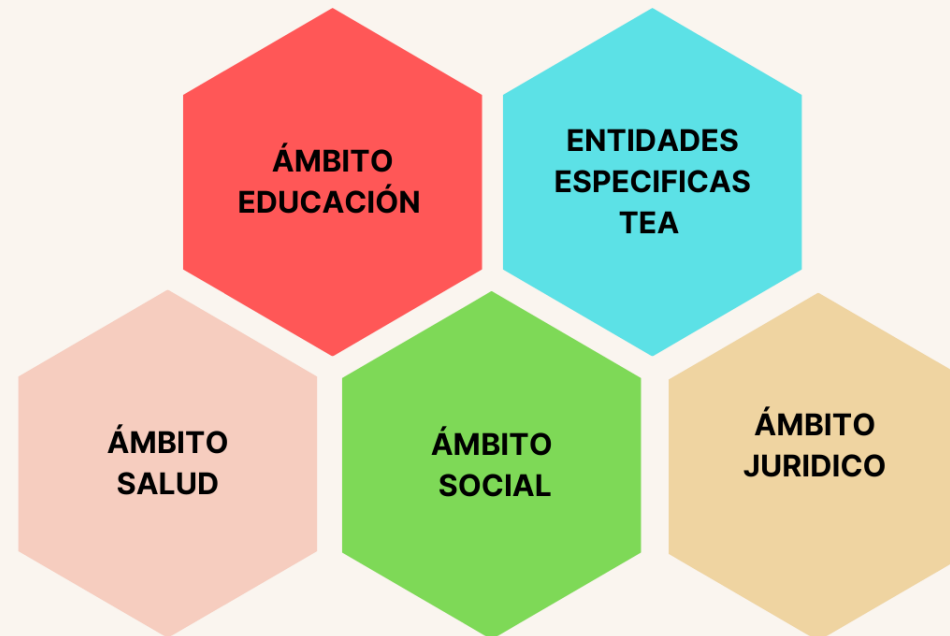 ÁMBITO
EDUCACIÓN
ENTIDADES
ESPECIFICAS
TEA
ÁMBITO
SALUD
ÁMBITO
SOCIAL
ÁMBITO
JURIDICO